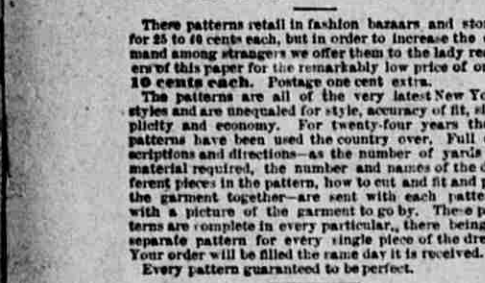 These patterns retail in fashion bazaars and sto
for 25 to 40 cents each, but in order to increase the
mand among strangers we offer them to the lady rea
ers of this paper for the remarkably low price of o
10 cents each. Postage one cent extra.
The patterns are all of the very latest New Yo
styles and are unequaled for style, accuracy of fit, si
plicity and economy. For twenty-four years the
patterns have been used the country over. Full
scriptions and directions—as the number of yards
material required, the number and names of the d
ferent pieces in the pattern, how to cut and fit and p
the garment together—are sent with each patte
with a picture of the garment to go by. These p
terns are complete in every particular,, there being
separate pattern for every single piece of the dre
Your order will be filled the same day it is received.
Every pattern guaranteed to be perfect.